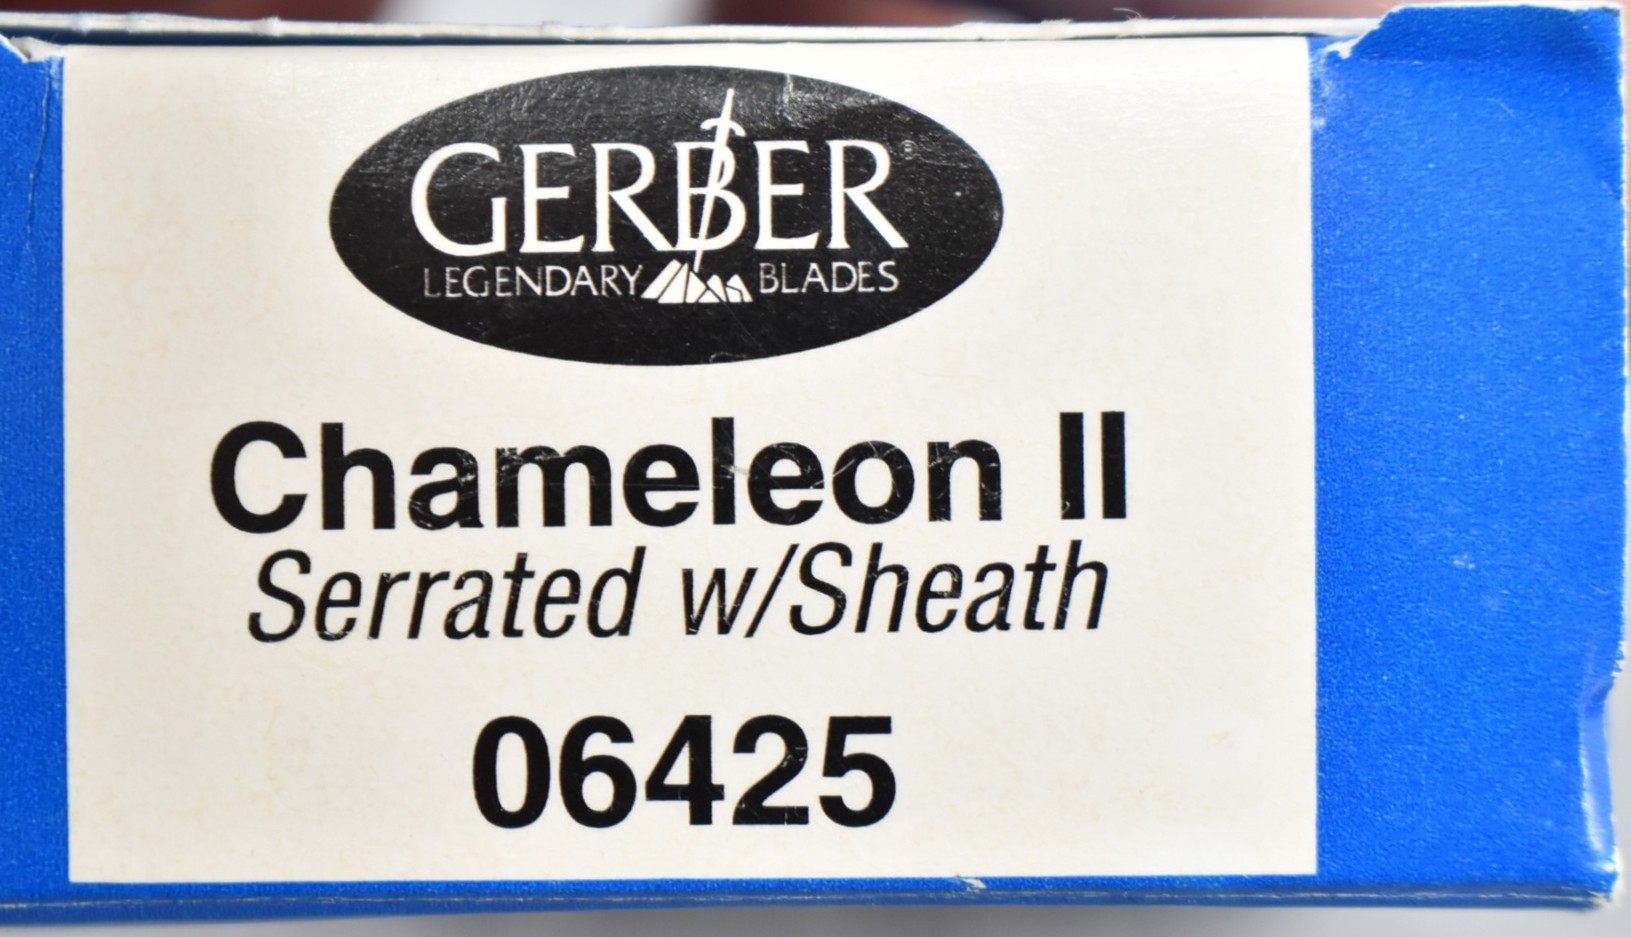 GERBER®
LEGENDARY BLADES
Chameleon II
Serrated w/Sheath
06425